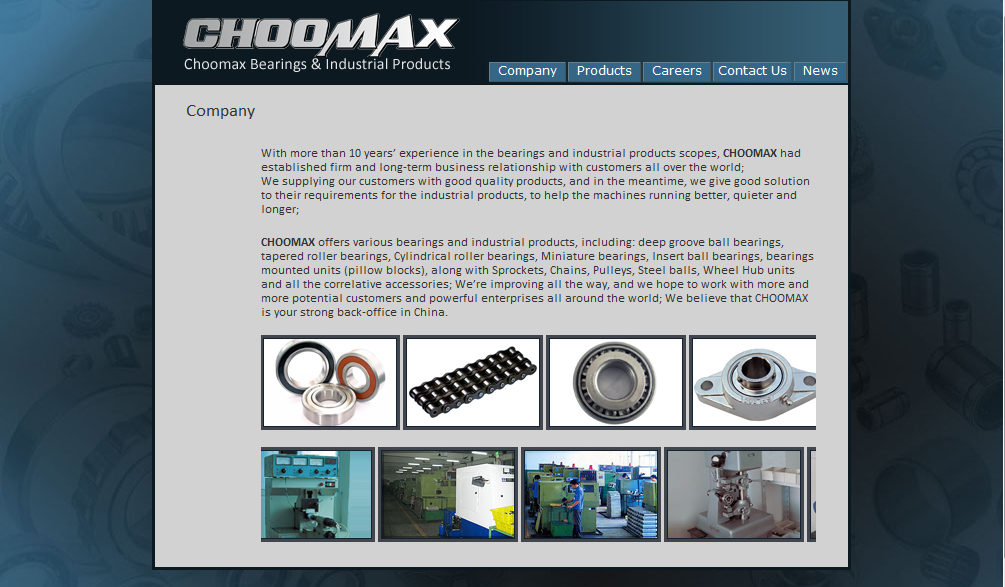 CHOOMAX
Choomax Bearings & Industrial Products
Company Products Careers Contact Us News
Company
With more than 10 years’ experience in the bearings and industrial products scopes, CHOOMAX had
established firm and long-term business relationship with customers all over the world;
We supplying our customers with good quality products, and in the meantime, we give good solution
to their requirements for the industrial products, to help the machines running better, quieter and
longer;
CHOOMAX offers various bearings and industrial products, including: deep groove ball bearings,
tapered roller bearings, Cylindrical roller bearings, Miniature bearings, Insert ball bearings, bearings
mounted units (pillow blocks), along with Sprockets, Chains, Pulleys, Steel balls, Wheel Hub units
and all the correlative accessories; We’re improving all the way, and we hope to work with more and
more potential customers and powerful enterprises all around the world; We believe that CHOOMAX
is your strong back-office in China.